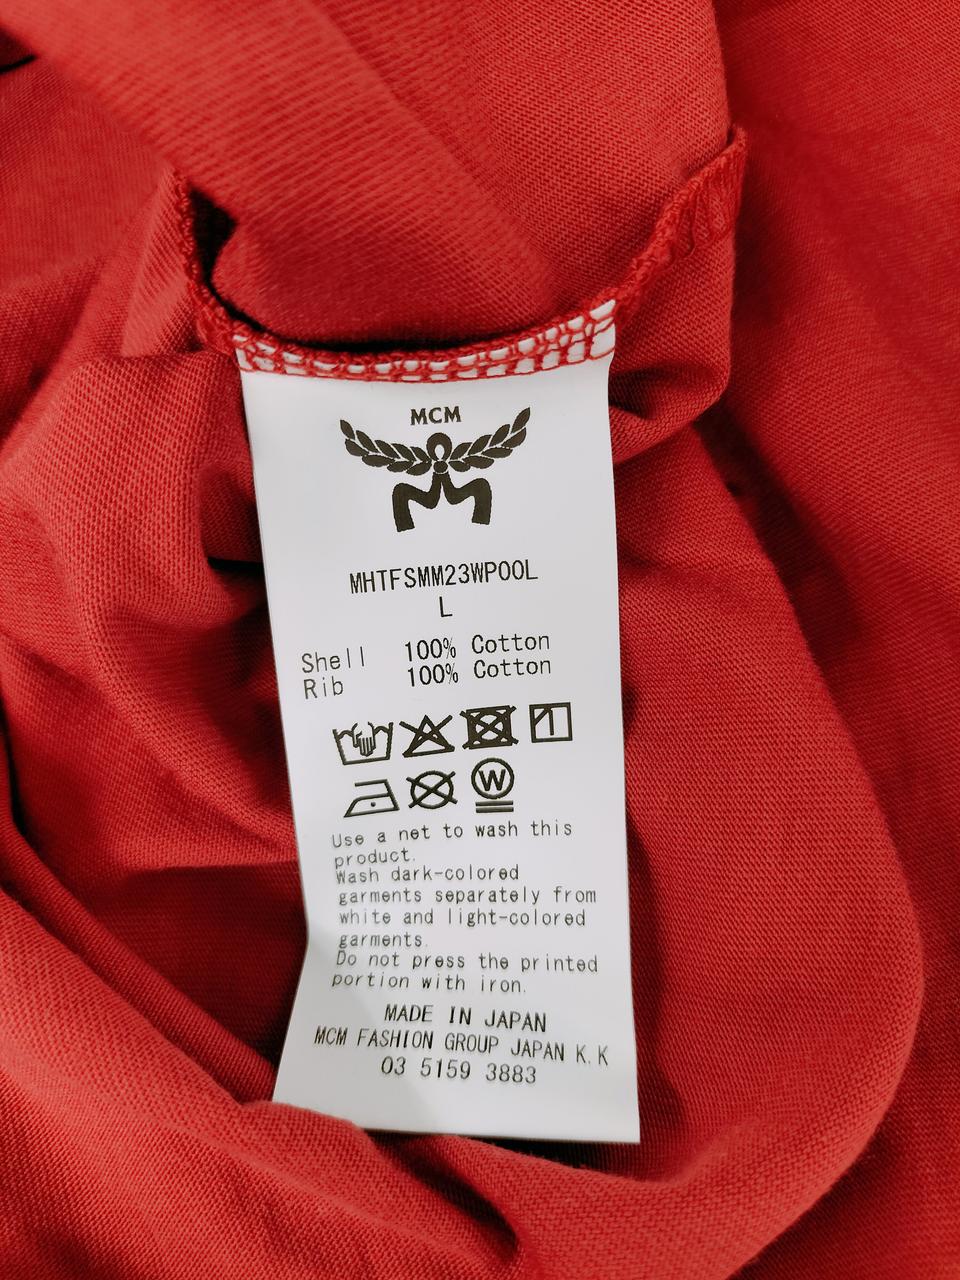 MCM
MHTFSMM23WP00L
L
Shell 100% Cotton
Rib 100% Cotton
W
Use a net to wash this
product.
Wash dark-colored
garments separately from
white and light-colored
garments.
Do not press the printed
portion with iron.
MADE IN JAPAN
MCM FASHION GROUP JAPAN K.K
03 5159 3883